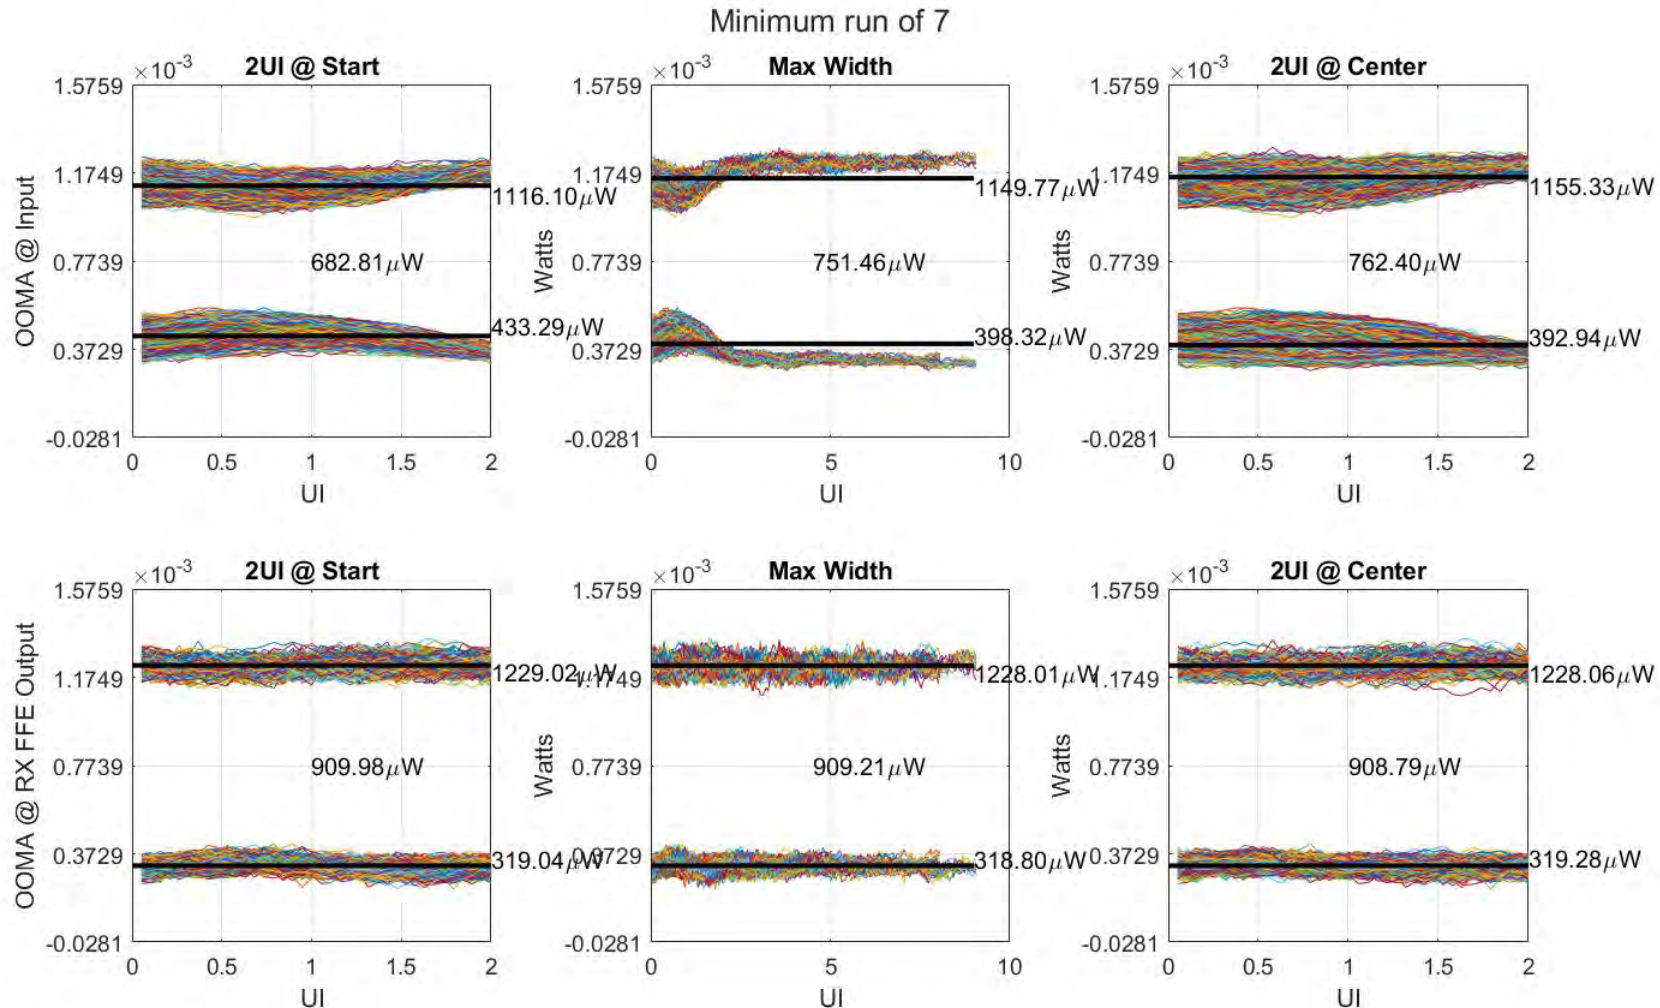 Minimum run of 7
2UI @ Start
×10⁻³
1.5759
1.1749
0.7739
0.3729
-0.0281
OOMA @ Input
1116.10μW
682.81μW
433.29μW
0
0.5
1
1.5
2
UI
Max Width
×10⁻³
1.5759
1.1749
0.7739
0.3729
-0.0281
Watts
1149.77μW
751.46μW
398.32μW
0
5
10
UI
2UI @ Center
×10⁻³
1.5759
1.1749
0.7739
0.3729
-0.0281
Watts
1155.33μW
762.40μW
392.94μW
0
0.5
1
1.5
2
UI
2UI @ Start
×10⁻³
1.5759
1.1749
0.7739
0.3729
-0.0281
OOMA @ RX FFE Output
1229.02μW
909.98μW
319.04μW
0
0.5
1
1.5
2
UI
Max Width
×10⁻³
1.5759
1.1749
0.7739
0.3729
-0.0281
Watts
1228.01μW
909.21μW
318.80μW
0
5
10
UI
2UI @ Center
×10⁻³
1.5759
1.1749
0.7739
0.3729
-0.0281
Watts
1228.06μW
908.79μW
319.28μW
0
0.5
1
1.5
2
UI